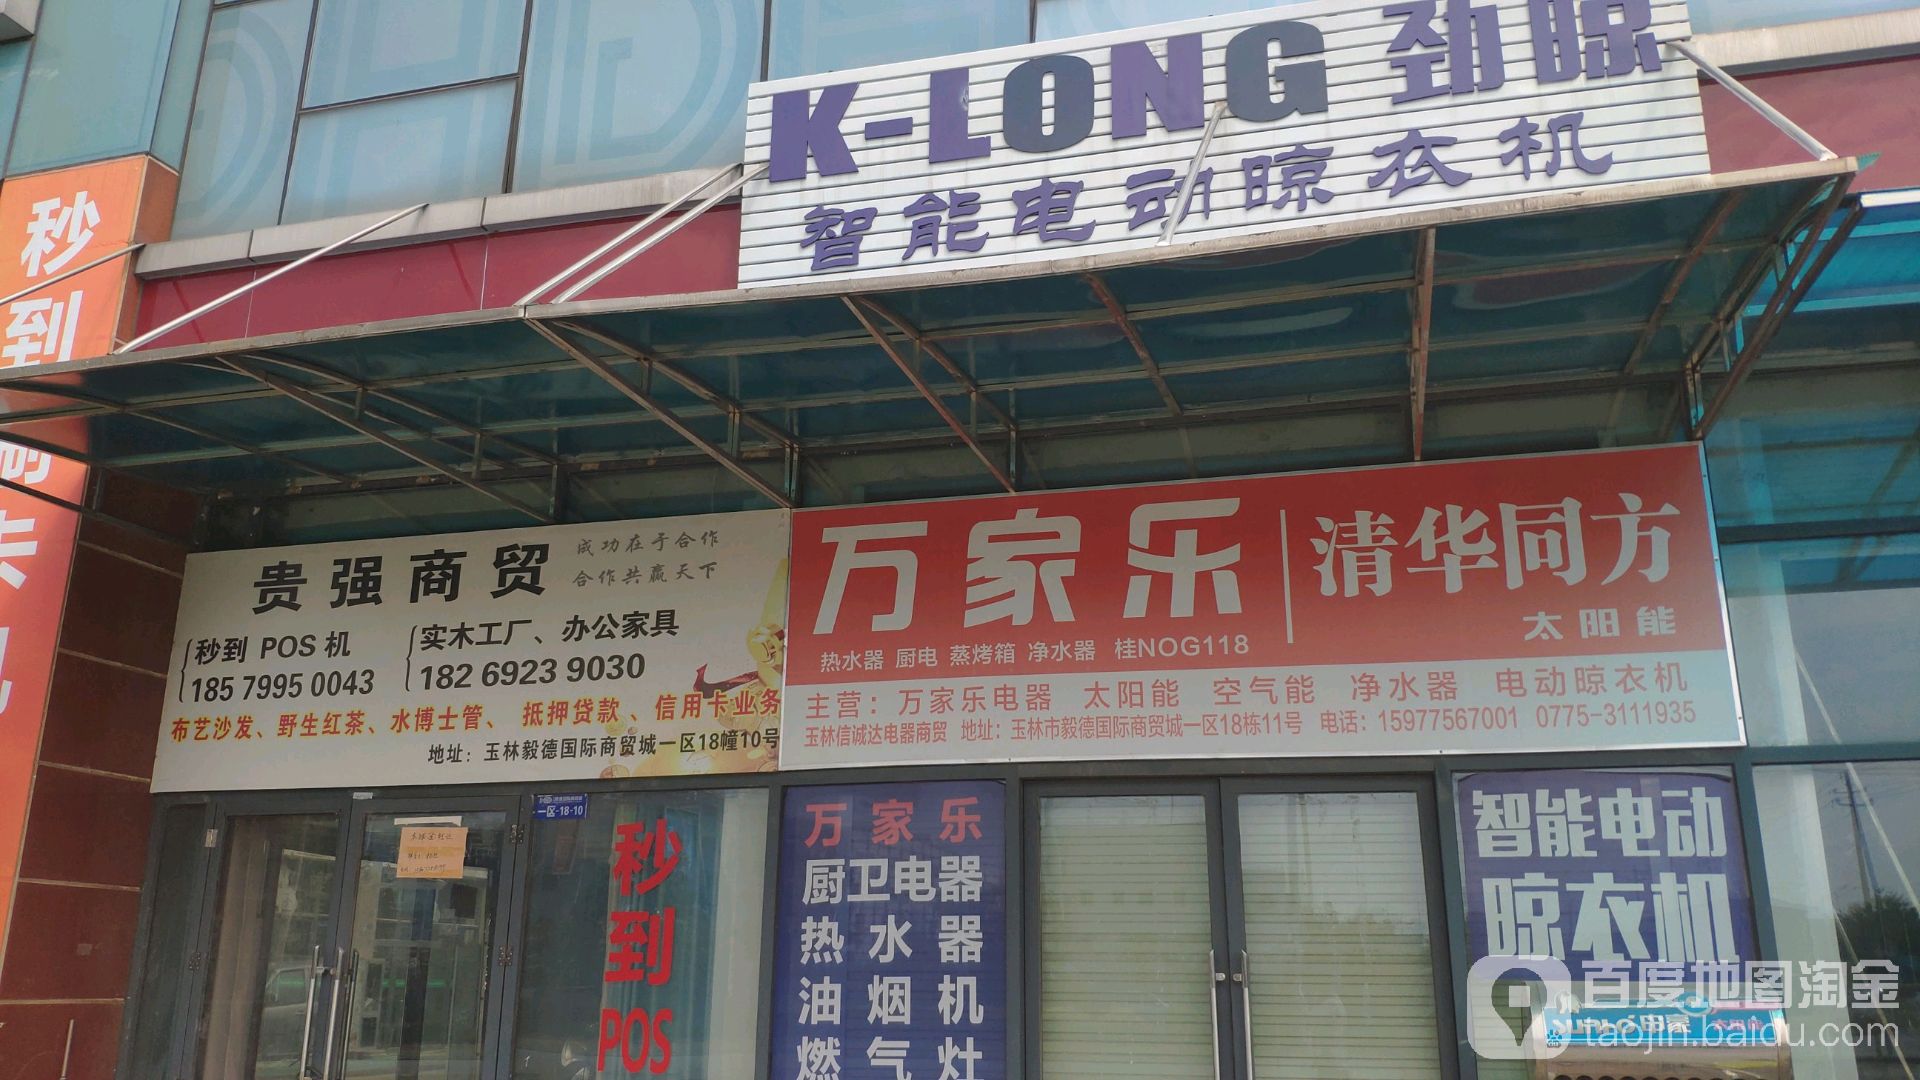 K-LONG 劲晾
智能电动晾衣机
秒到
刷卡机
贵强商贸
成功在于合作
合作共赢天下
秒到 POS 机
185 7995 0043
实木工厂、办公家具
182 6923 9030
布艺沙发、野生红茶、水博士管、抵押贷款、信用卡业务
地址：玉林毅德国际商贸城一区18幢10号
万家乐 清华同方
太阳能
热水器 厨电 蒸烤箱 净水器 桂NOG118
主营：万家乐电器 太阳能 空气能 净水器 电动晾衣机
玉林信诚达电器商贸 地址：玉林市毅德国际商贸城一区18栋11号 电话：15977567001 0775-3111935
一区-18-10
秒到POS
万家乐
厨卫电器
热水器
油烟机
燃气灶
智能电动
晾衣机
百度地图淘金
taojin.baidu.com